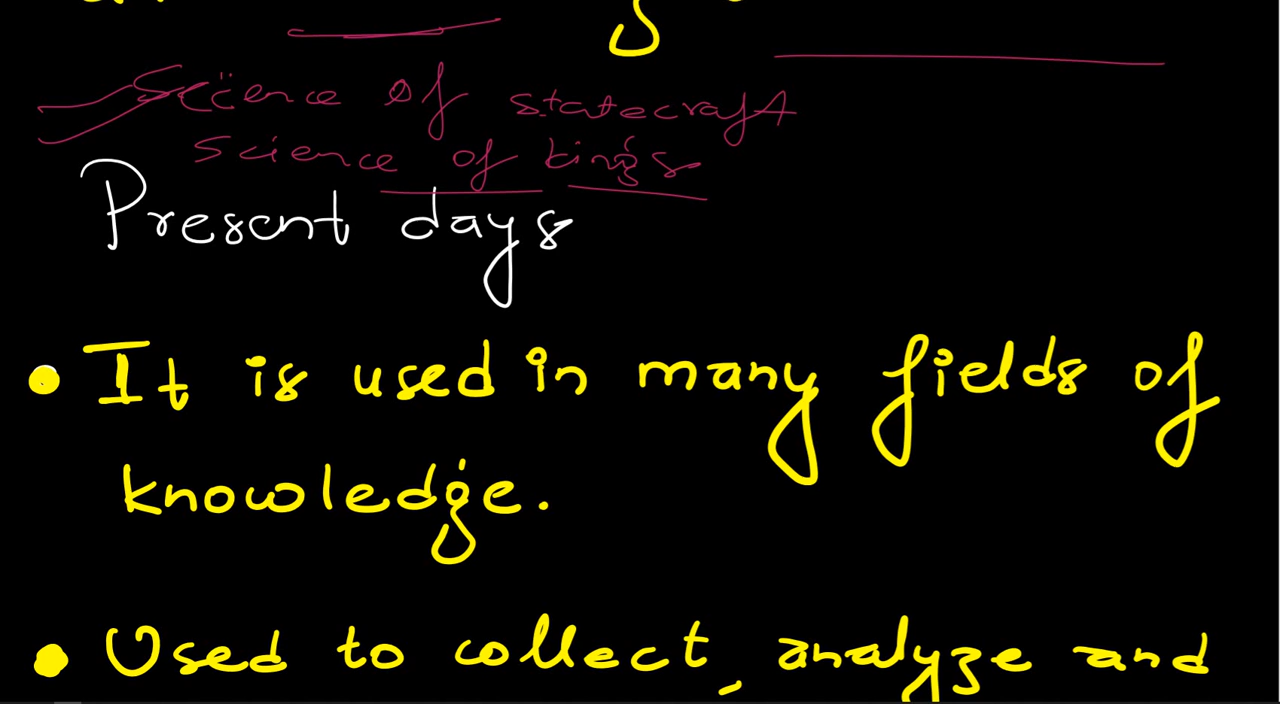 Science of statecraft
Science of kings
Present days
• It is used in many fields of
knowledge.
• Used to collect, analyze and